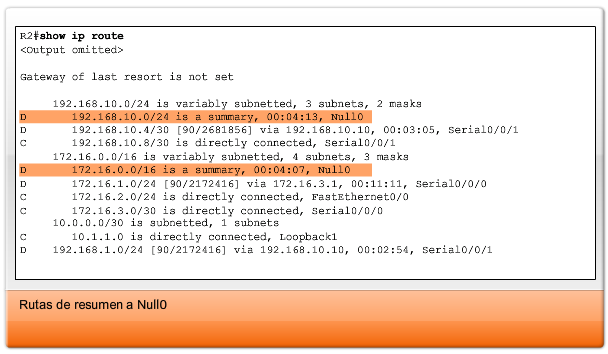 R2#show ip route
<Output omitted>
Gateway of last resort is not set
192.168.10.0/24 is variably subnetted, 3 subnets, 2 masks
D 192.168.10.0/24 is a summary, 00:04:13, Null0
D 192.168.10.4/30 [90/2681856] via 192.168.10.10, 00:03:05, Serial0/0/1
C 192.168.10.8/30 is directly connected, Serial0/0/1
172.16.0.0/16 is variably subnetted, 4 subnets, 3 masks
D 172.16.0.0/16 is a summary, 00:04:07, Null0
D 172.16.1.0/24 [90/2172416] via 172.16.3.1, 00:11:11, Serial0/0/0
C 172.16.2.0/24 is directly connected, FastEthernet0/0
C 172.16.3.0/30 is directly connected, Serial0/0/0
10.0.0.0/30 is subnetted, 1 subnets
C 10.1.1.0 is directly connected, Loopback1
D 192.168.1.0/24 [90/2172416] via 192.168.10.10, 00:02:54, Serial0/0/1
Rutas de resumen a Null0